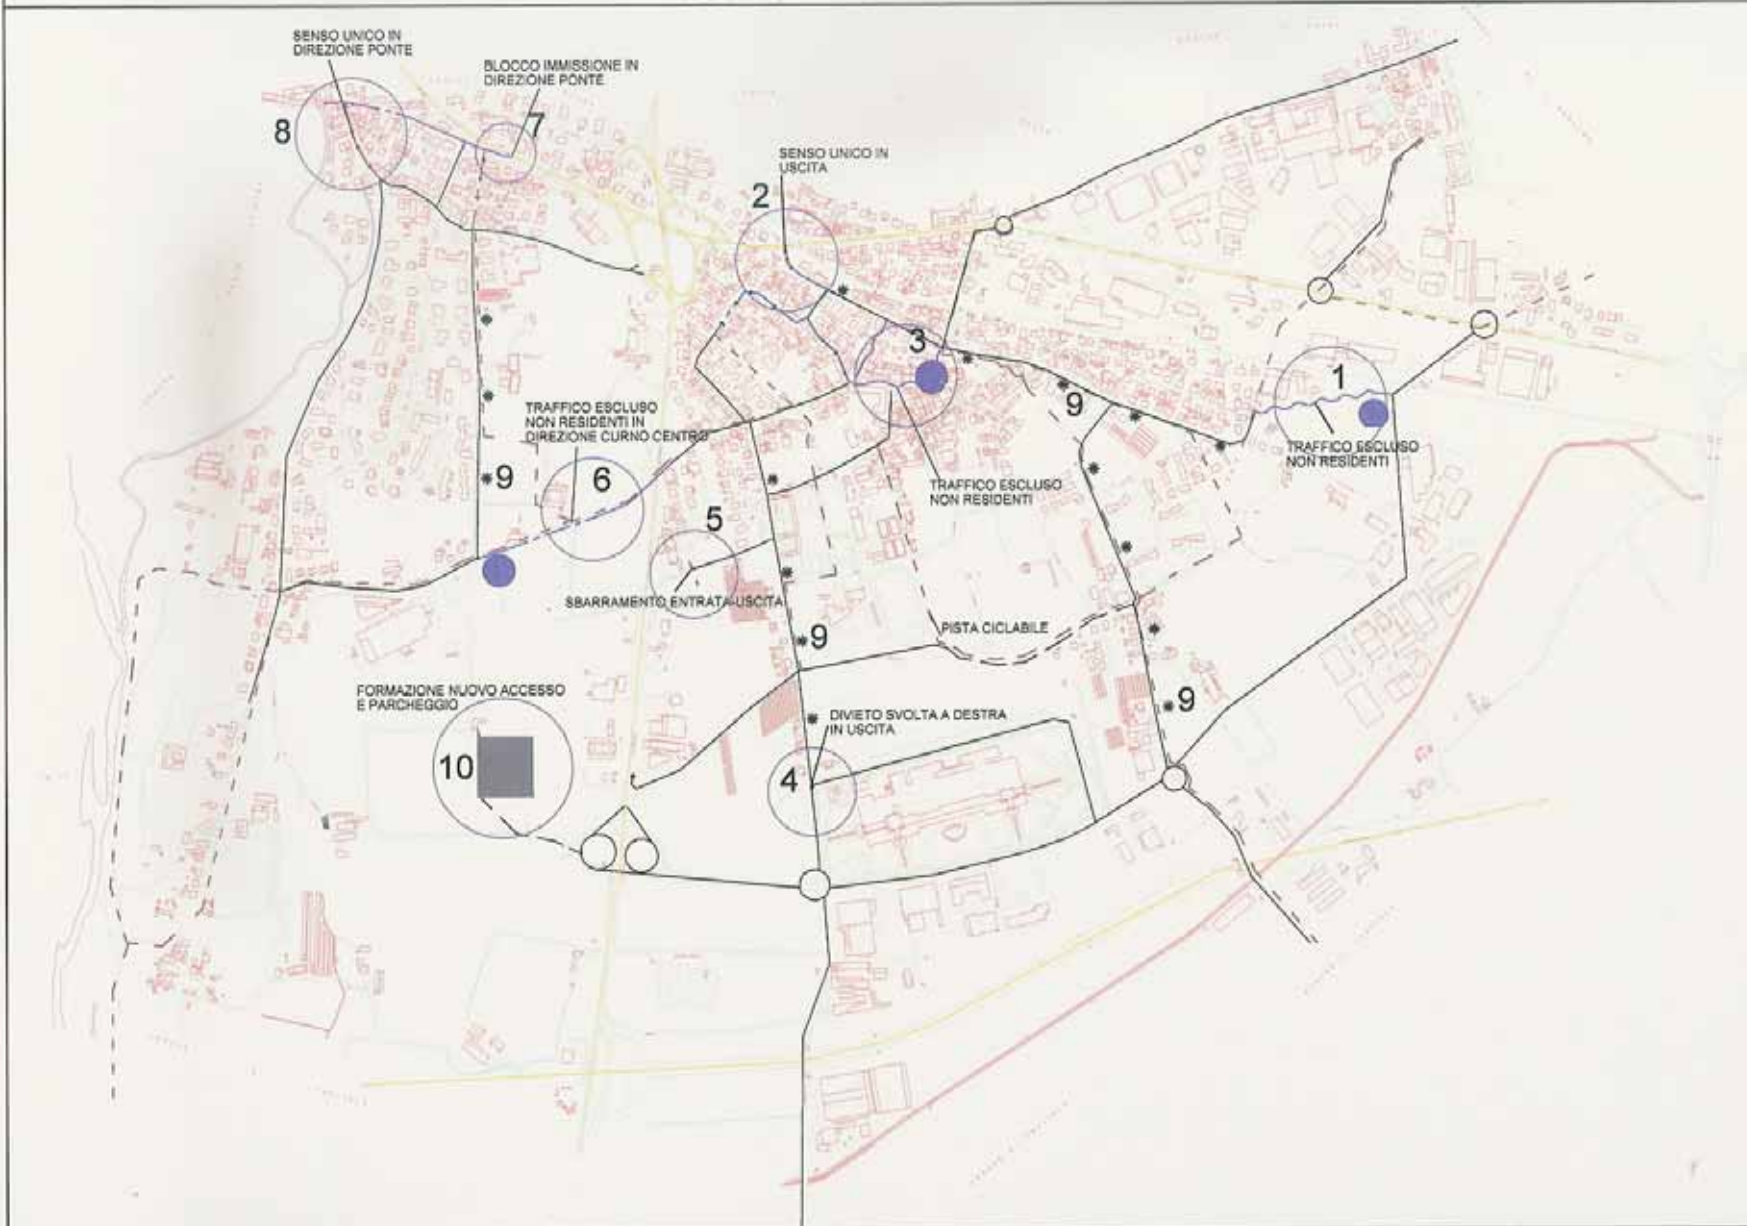 SENSO UNICO IN
DIREZIONE PONTE
BLOCCO IMMISSIONE IN
DIREZIONE PONTE
8
7
SENSO UNICO IN
USCITA
2
3
1
9
TRAFFICO ESCLUSO
NON RESIDENTI IN
DIREZIONE CURNO CENTRO
TRAFFICO ESCLUSO
NON RESIDENTI
9
6
TRAFFICO ESCLUSO
NON RESIDENTI
5
SBARRAMENTO ENTRATA-USCITA
9
PISTA CICLABILE
FORMAZIONE NUOVO ACCESSO
E PARCHEGGIO
9
DIVIETO SVOLTA A DESTRA
IN USCITA
10
4